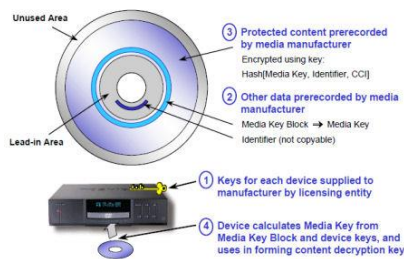 Unused Area
3 Protected content prerecorded
by media manufacturer
Encrypted using key:
Hash[Media Key, Identifier, CCI]
2 Other data prerecorded by media
manufacturer
Media Key Block → Media Key
Identifier (not copyable)
Lead-in Area
1 Keys for each device supplied to
manufacturer by licensing entity
4 Device calculates Media Key from
Media Key Block and device keys, and
uses in forming content decryption key